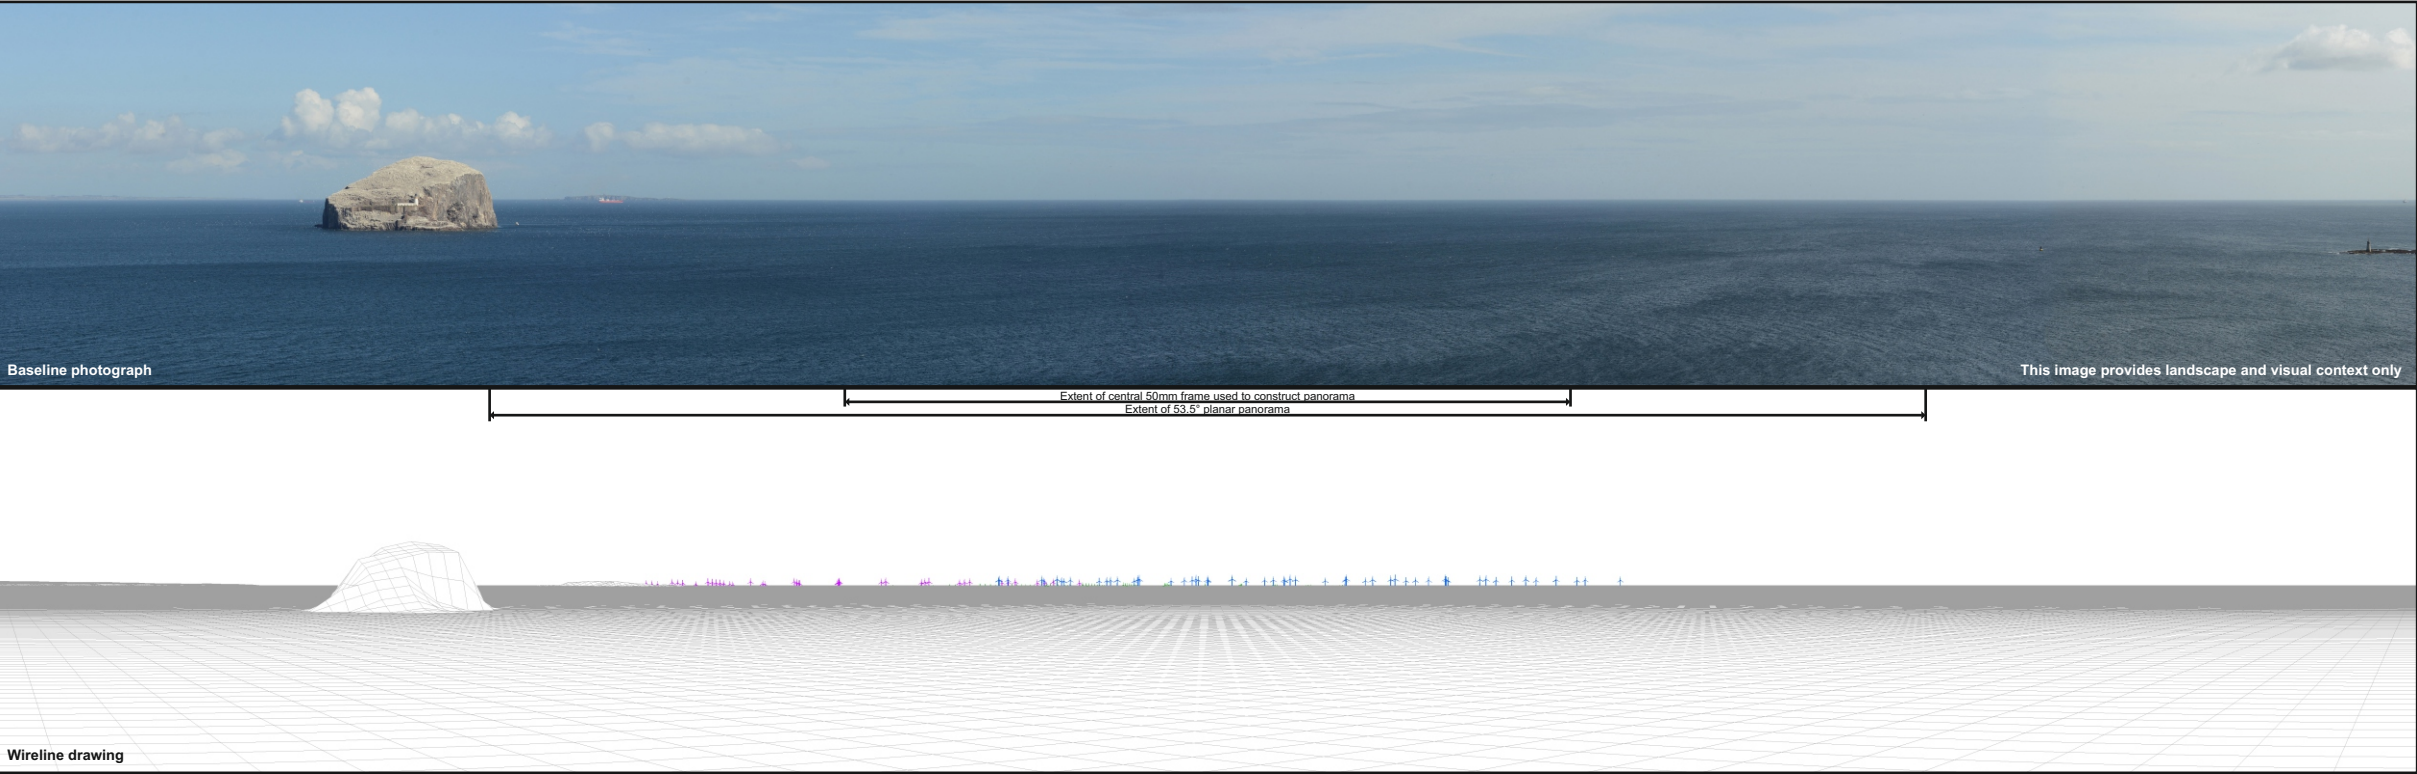 Baseline photograph
This image provides landscape and visual context only
Extent of central 50mm frame used to construct panorama
Extent of 53.5° planar panorama
Wireline drawing